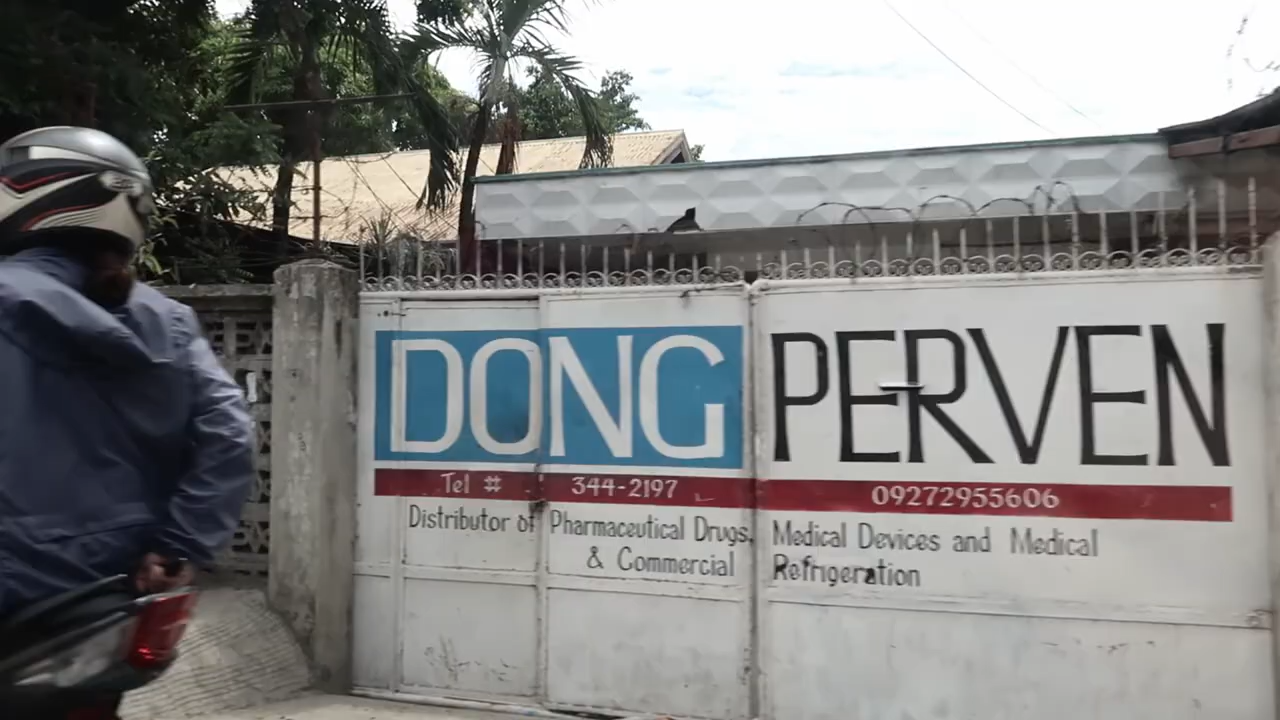 DONG PERVEN
Tel # 344-2197 09272955606
Distributor of Pharmaceutical Drugs, Medical Devices and Medical
& Commercial Refrigeration